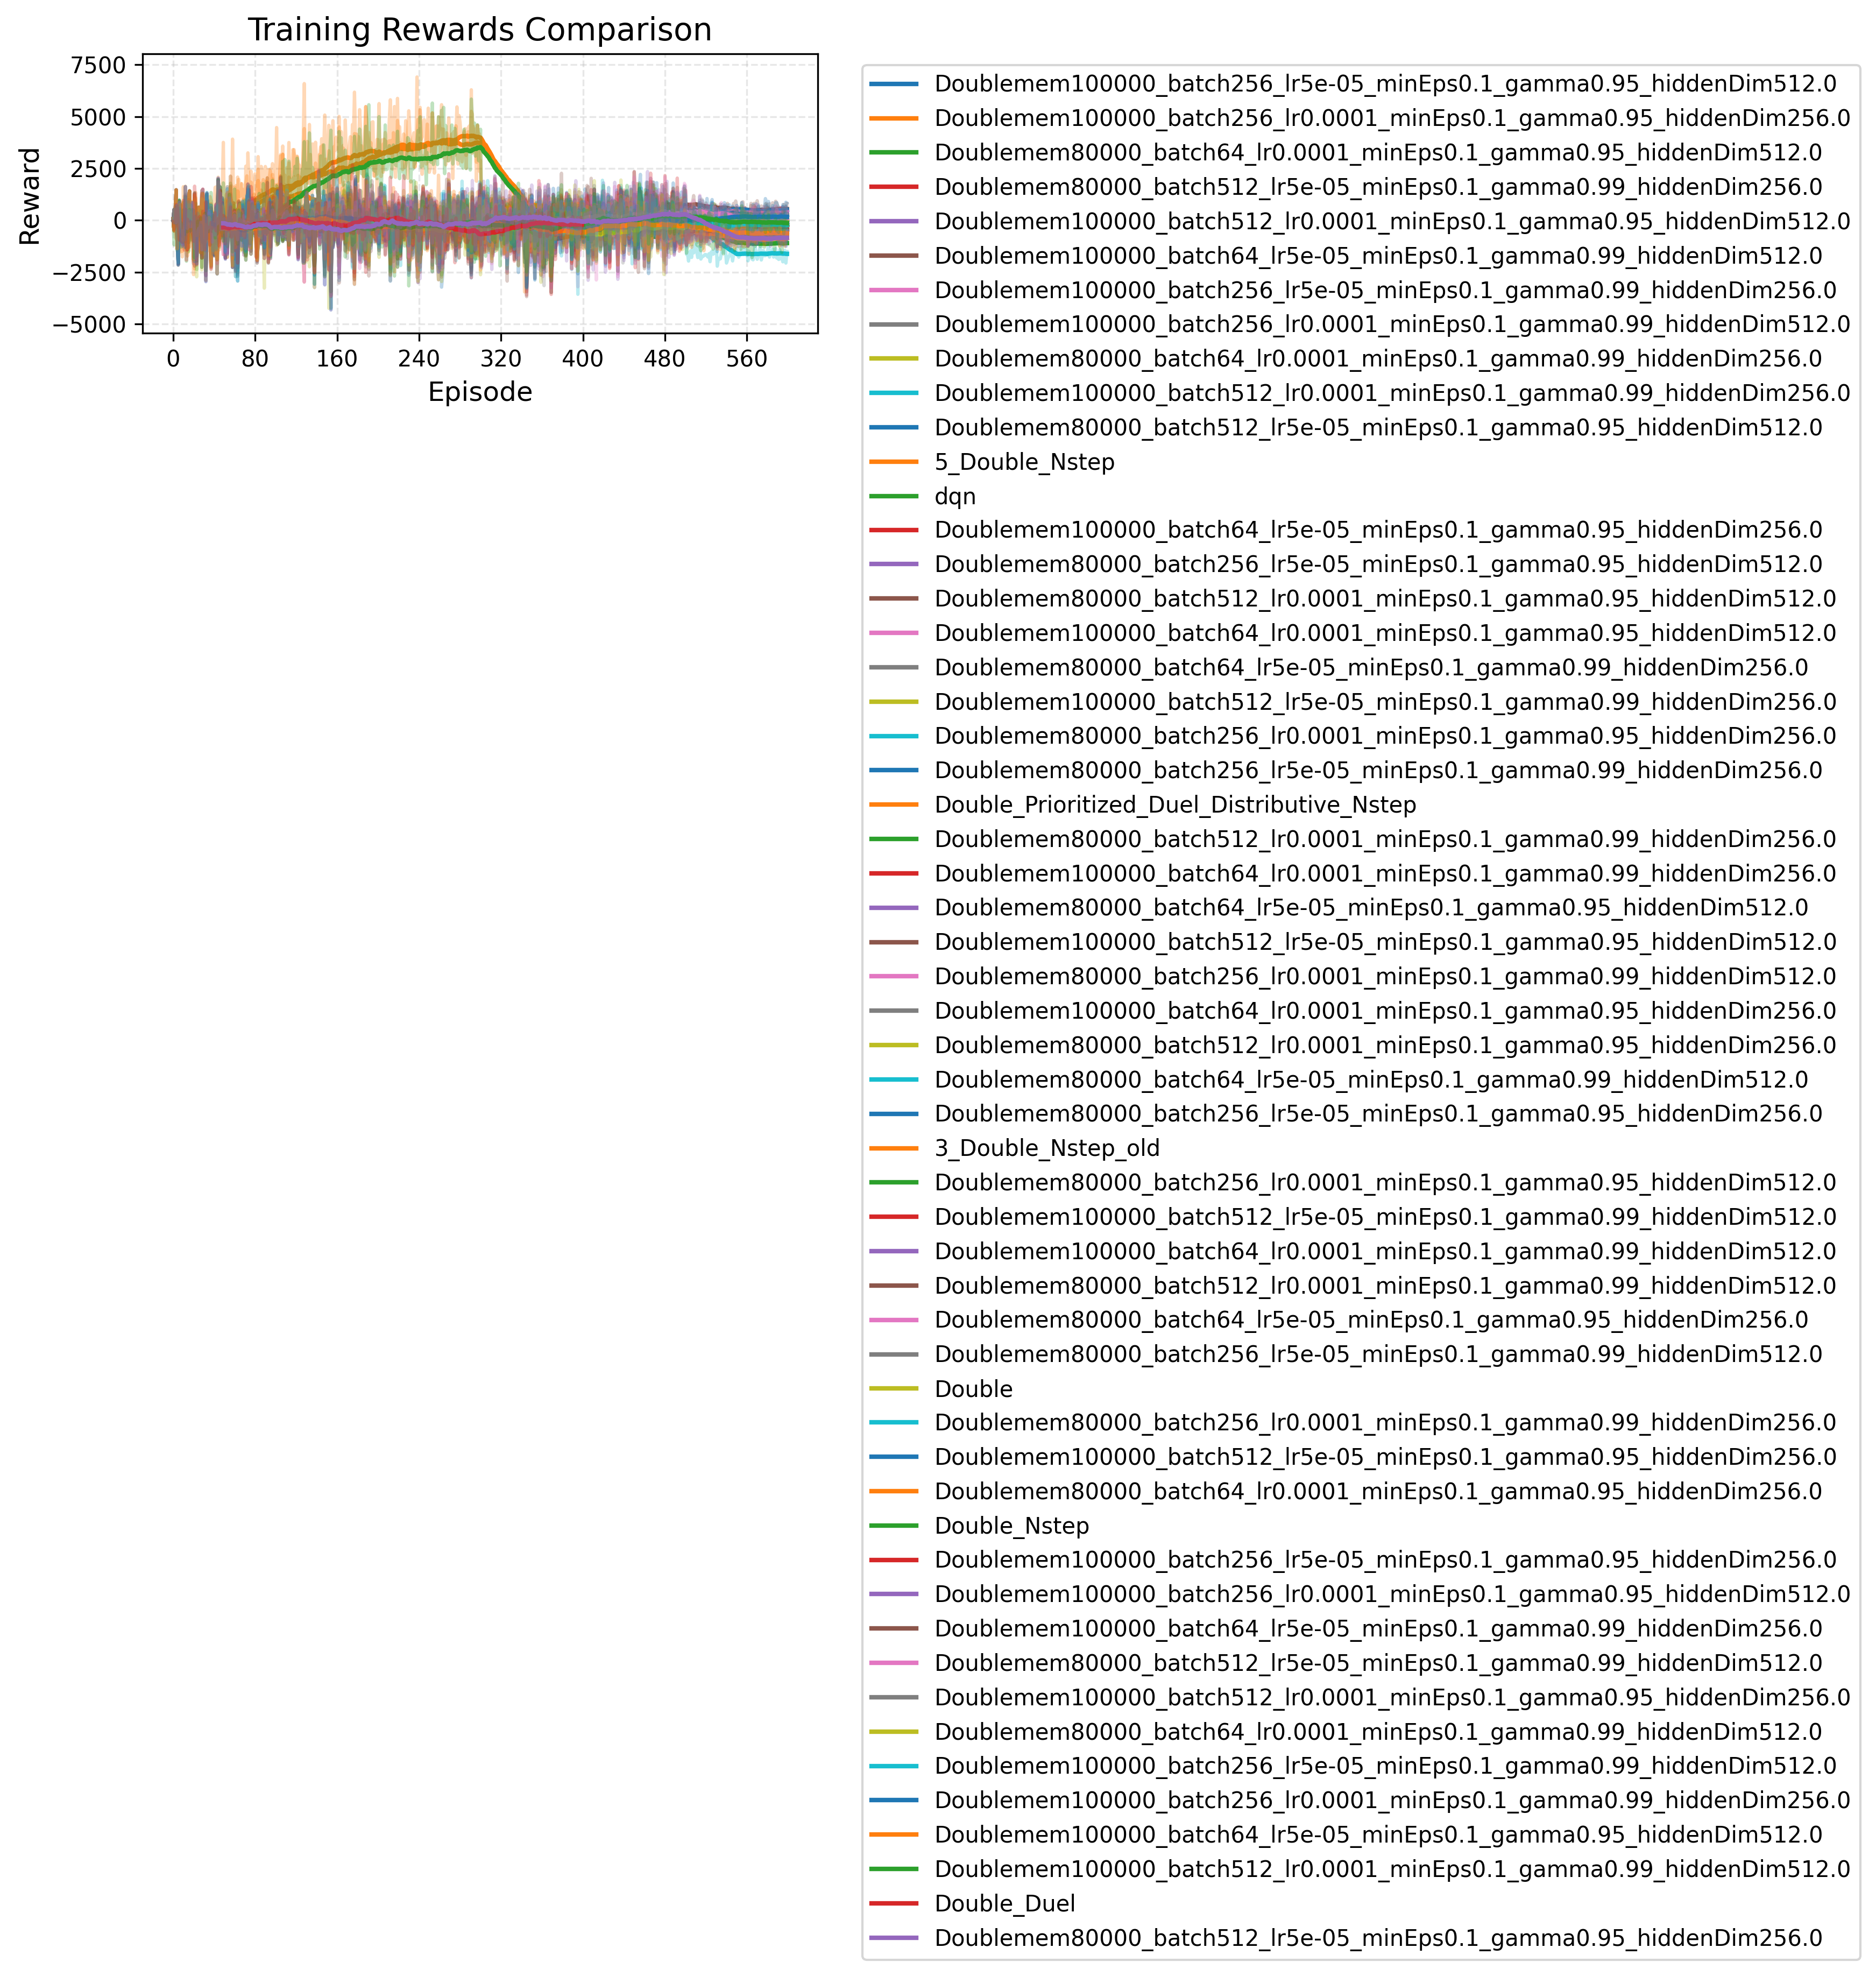 Training Rewards Comparison
7500
5000
2500
0
−2500
−5000
Reward
0 80 160 240 320 400 480 560
Episode
Doublemem100000_batch256_lr5e-05_minEps0.1_gamma0.95_hiddenDim512.0
Doublemem100000_batch256_lr0.0001_minEps0.1_gamma0.95_hiddenDim256.0
Doublemem80000_batch64_lr0.0001_minEps0.1_gamma0.95_hiddenDim512.0
Doublemem80000_batch512_lr5e-05_minEps0.1_gamma0.99_hiddenDim256.0
Doublemem100000_batch512_lr0.0001_minEps0.1_gamma0.95_hiddenDim512.0
Doublemem100000_batch64_lr5e-05_minEps0.1_gamma0.99_hiddenDim512.0
Doublemem100000_batch256_lr5e-05_minEps0.1_gamma0.99_hiddenDim256.0
Doublemem100000_batch256_lr0.0001_minEps0.1_gamma0.99_hiddenDim512.0
Doublemem80000_batch64_lr0.0001_minEps0.1_gamma0.99_hiddenDim256.0
Doublemem100000_batch512_lr0.0001_minEps0.1_gamma0.99_hiddenDim256.0
Doublemem80000_batch512_lr5e-05_minEps0.1_gamma0.95_hiddenDim512.0
5_Double_Nstep
dqn
Doublemem100000_batch64_lr5e-05_minEps0.1_gamma0.95_hiddenDim256.0
Doublemem80000_batch256_lr5e-05_minEps0.1_gamma0.95_hiddenDim512.0
Doublemem80000_batch512_lr0.0001_minEps0.1_gamma0.95_hiddenDim512.0
Doublemem100000_batch64_lr0.0001_minEps0.1_gamma0.95_hiddenDim512.0
Doublemem80000_batch64_lr5e-05_minEps0.1_gamma0.99_hiddenDim256.0
Doublemem100000_batch512_lr5e-05_minEps0.1_gamma0.99_hiddenDim256.0
Doublemem80000_batch256_lr0.0001_minEps0.1_gamma0.95_hiddenDim256.0
Doublemem80000_batch256_lr5e-05_minEps0.1_gamma0.99_hiddenDim256.0
Double_Prioritized_Duel_Distributive_Nstep
Doublemem80000_batch512_lr0.0001_minEps0.1_gamma0.99_hiddenDim256.0
Doublemem100000_batch64_lr0.0001_minEps0.1_gamma0.99_hiddenDim256.0
Doublemem80000_batch64_lr5e-05_minEps0.1_gamma0.95_hiddenDim512.0
Doublemem100000_batch512_lr5e-05_minEps0.1_gamma0.95_hiddenDim512.0
Doublemem80000_batch256_lr0.0001_minEps0.1_gamma0.99_hiddenDim512.0
Doublemem100000_batch64_lr0.0001_minEps0.1_gamma0.95_hiddenDim256.0
Doublemem80000_batch512_lr0.0001_minEps0.1_gamma0.95_hiddenDim256.0
Doublemem80000_batch64_lr5e-05_minEps0.1_gamma0.99_hiddenDim512.0
Doublemem80000_batch256_lr5e-05_minEps0.1_gamma0.95_hiddenDim256.0
3_Double_Nstep_old
Doublemem80000_batch256_lr0.0001_minEps0.1_gamma0.95_hiddenDim512.0
Doublemem100000_batch512_lr5e-05_minEps0.1_gamma0.99_hiddenDim512.0
Doublemem100000_batch64_lr0.0001_minEps0.1_gamma0.99_hiddenDim512.0
Doublemem80000_batch512_lr0.0001_minEps0.1_gamma0.99_hiddenDim512.0
Doublemem80000_batch64_lr5e-05_minEps0.1_gamma0.95_hiddenDim256.0
Doublemem80000_batch256_lr5e-05_minEps0.1_gamma0.99_hiddenDim512.0
Double
Doublemem80000_batch256_lr0.0001_minEps0.1_gamma0.99_hiddenDim256.0
Doublemem100000_batch512_lr5e-05_minEps0.1_gamma0.95_hiddenDim256.0
Doublemem80000_batch64_lr0.0001_minEps0.1_gamma0.95_hiddenDim256.0
Double_Nstep
Doublemem100000_batch256_lr5e-05_minEps0.1_gamma0.95_hiddenDim256.0
Doublemem100000_batch256_lr0.0001_minEps0.1_gamma0.95_hiddenDim512.0
Doublemem100000_batch64_lr5e-05_minEps0.1_gamma0.99_hiddenDim256.0
Doublemem80000_batch512_lr5e-05_minEps0.1_gamma0.99_hiddenDim512.0
Doublemem100000_batch512_lr0.0001_minEps0.1_gamma0.95_hiddenDim256.0
Doublemem80000_batch64_lr0.0001_minEps0.1_gamma0.99_hiddenDim512.0
Doublemem100000_batch256_lr5e-05_minEps0.1_gamma0.99_hiddenDim512.0
Doublemem100000_batch256_lr0.0001_minEps0.1_gamma0.99_hiddenDim256.0
Doublemem100000_batch64_lr5e-05_minEps0.1_gamma0.95_hiddenDim512.0
Doublemem100000_batch512_lr0.0001_minEps0.1_gamma0.99_hiddenDim512.0
Double_Duel
Doublemem80000_batch512_lr5e-05_minEps0.1_gamma0.95_hiddenDim256.0